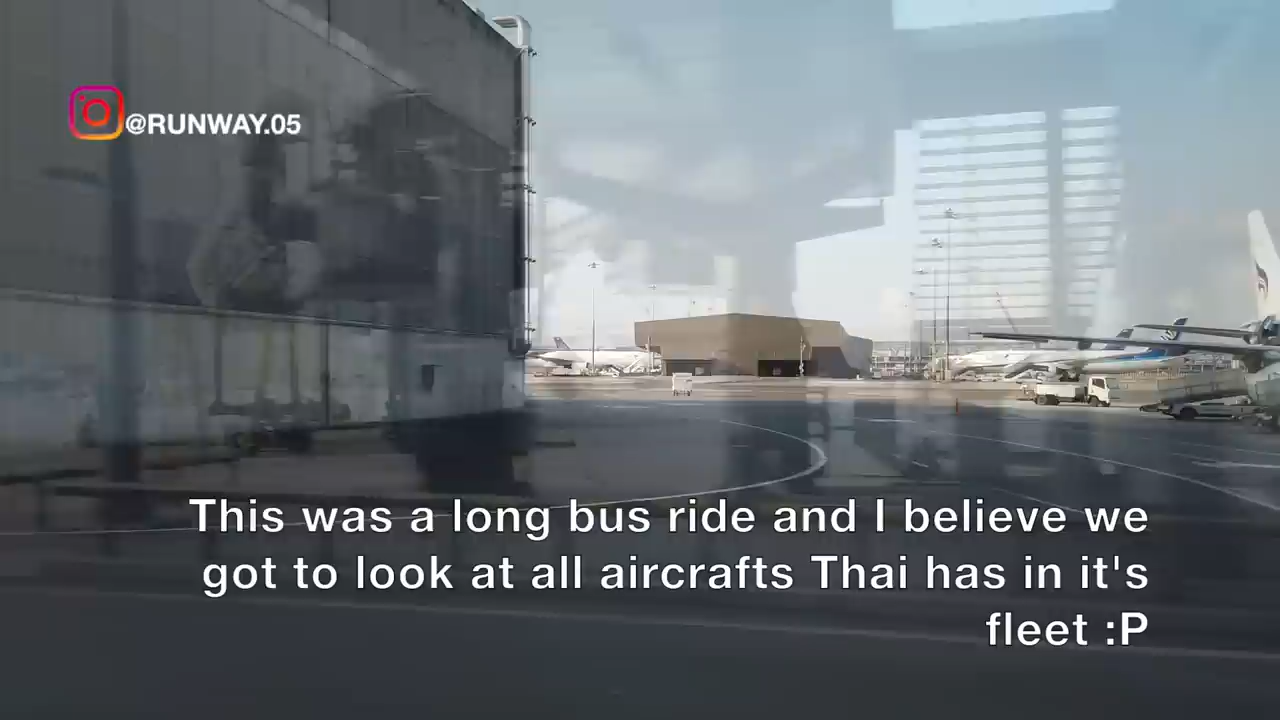 @RUNWAY.05
This was a long bus ride and I believe we
got to look at all aircrafts Thai has in it's
fleet :P